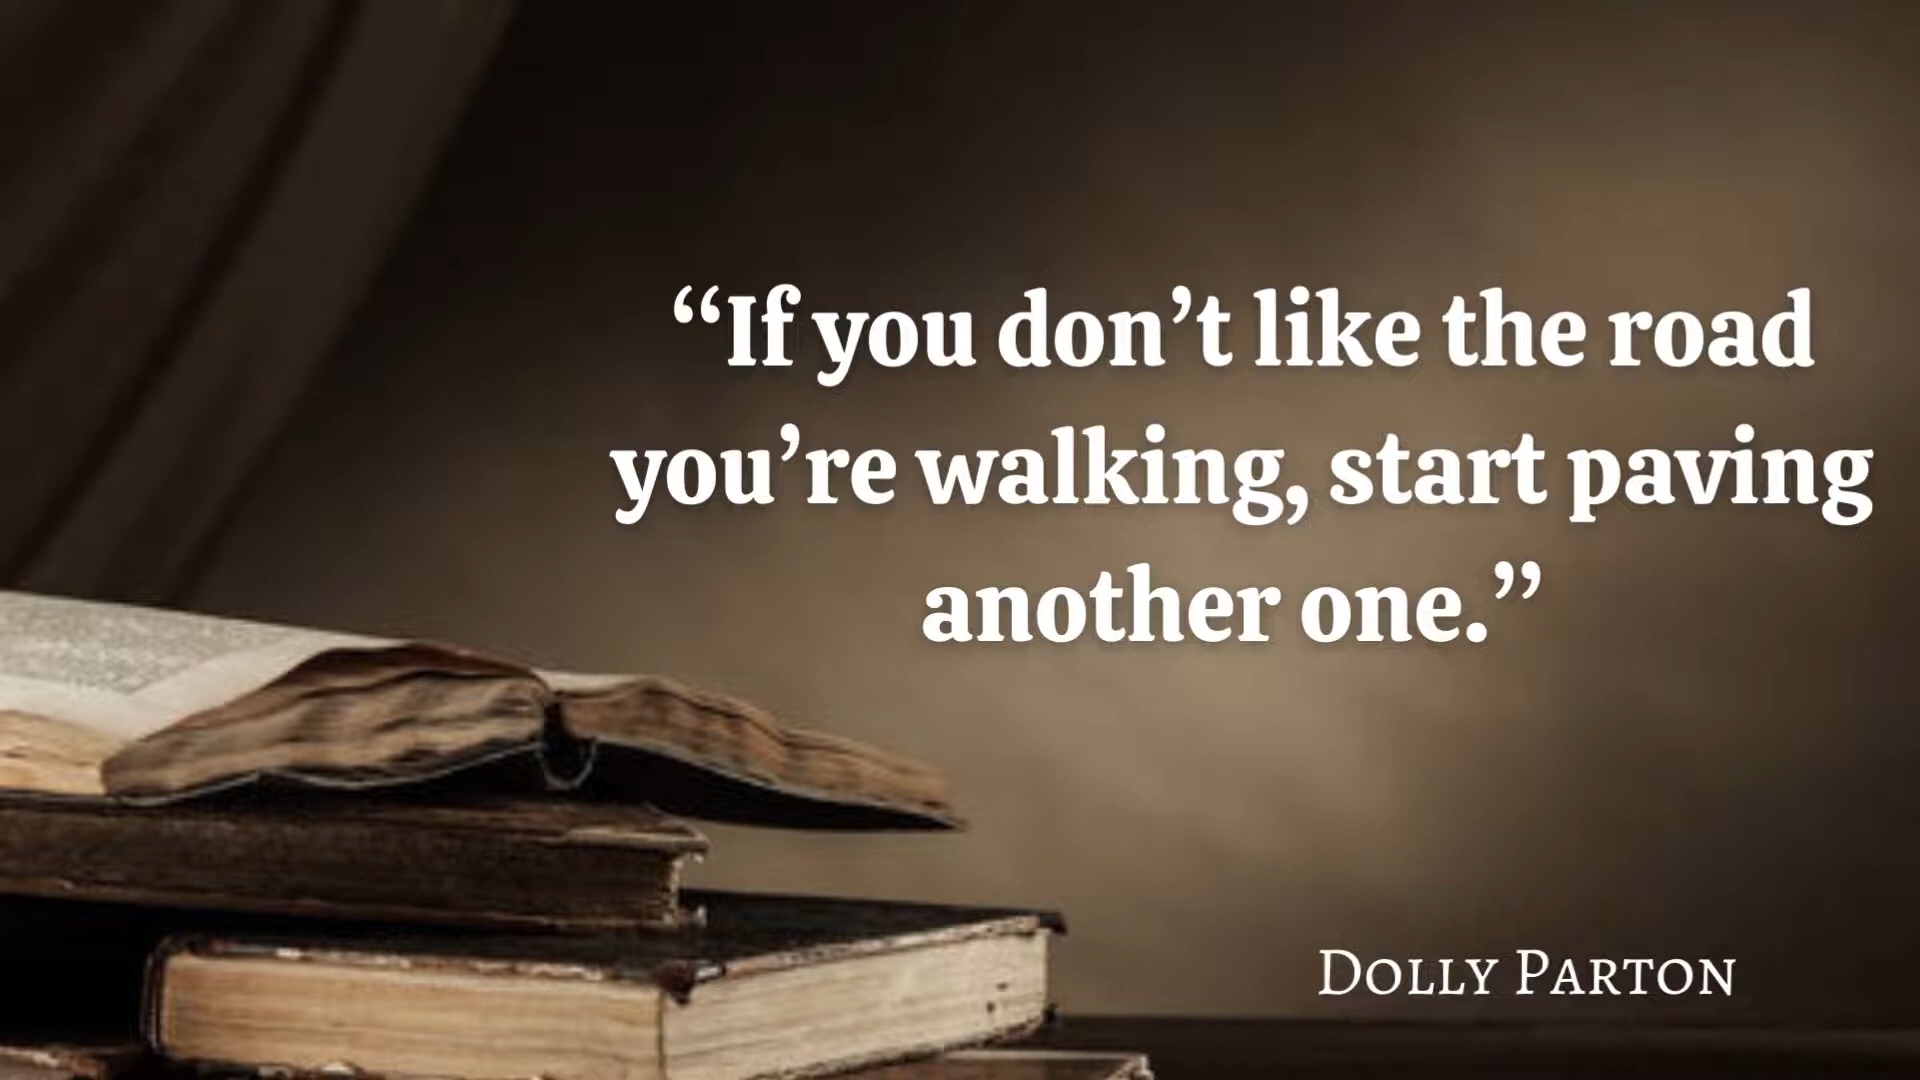 “If you don’t like the road
you’re walking, start paving
another one.”
Dolly Parton